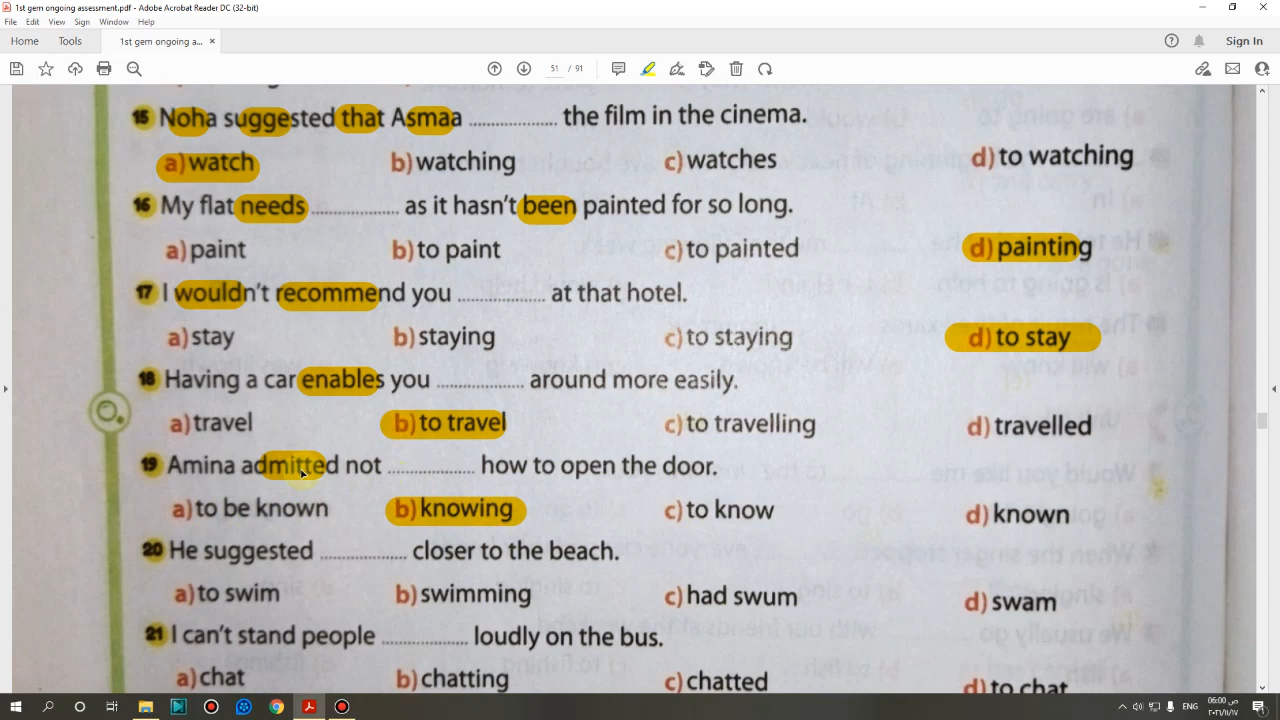 1st gem ongoing assessment.pdf - Adobe Acrobat Reader DC (32-bit)
File Edit View Sign Window Help
Home Tools 1st gem ongoing a... × Sign In
51 / 91
15 Noha suggested that Asmaa .............. the film in the cinema.
a) watch b) watching c) watches d) to watching
16 My flat needs .............. as it hasn't been painted for so long.
a) paint b) to paint c) to painted d) painting
17 I wouldn't recommend you .............. at that hotel.
a) stay b) staying c) to staying d) to stay
18 Having a car enables you .............. around more easily.
a) travel b) to travel c) to travelling d) travelled
19 Amina admitted not .............. how to open the door.
a) to be known b) knowing c) to know d) known
20 He suggested .............. closer to the beach.
a) to swim b) swimming c) had swum d) swam
21 I can't stand people .............. loudly on the bus.
a) chat b) chatting c) chatted d) to chat
ENG 06:00 ص